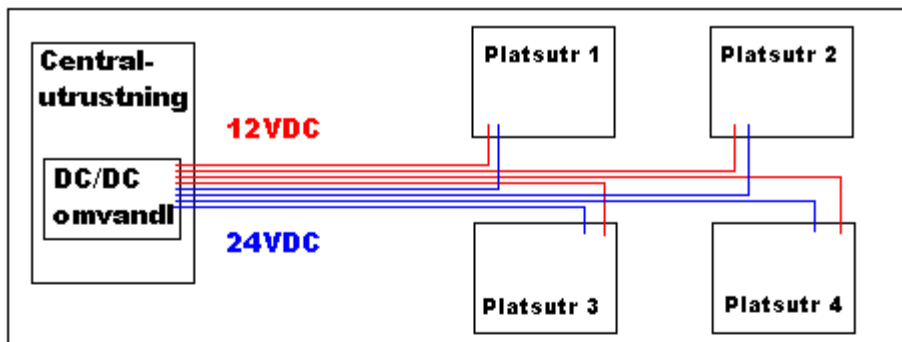 Central-
utrustning
DC/DC
omvandl
12VDC
24VDC
Platsutr 1
Platsutr 2
Platsutr 3
Platsutr 4